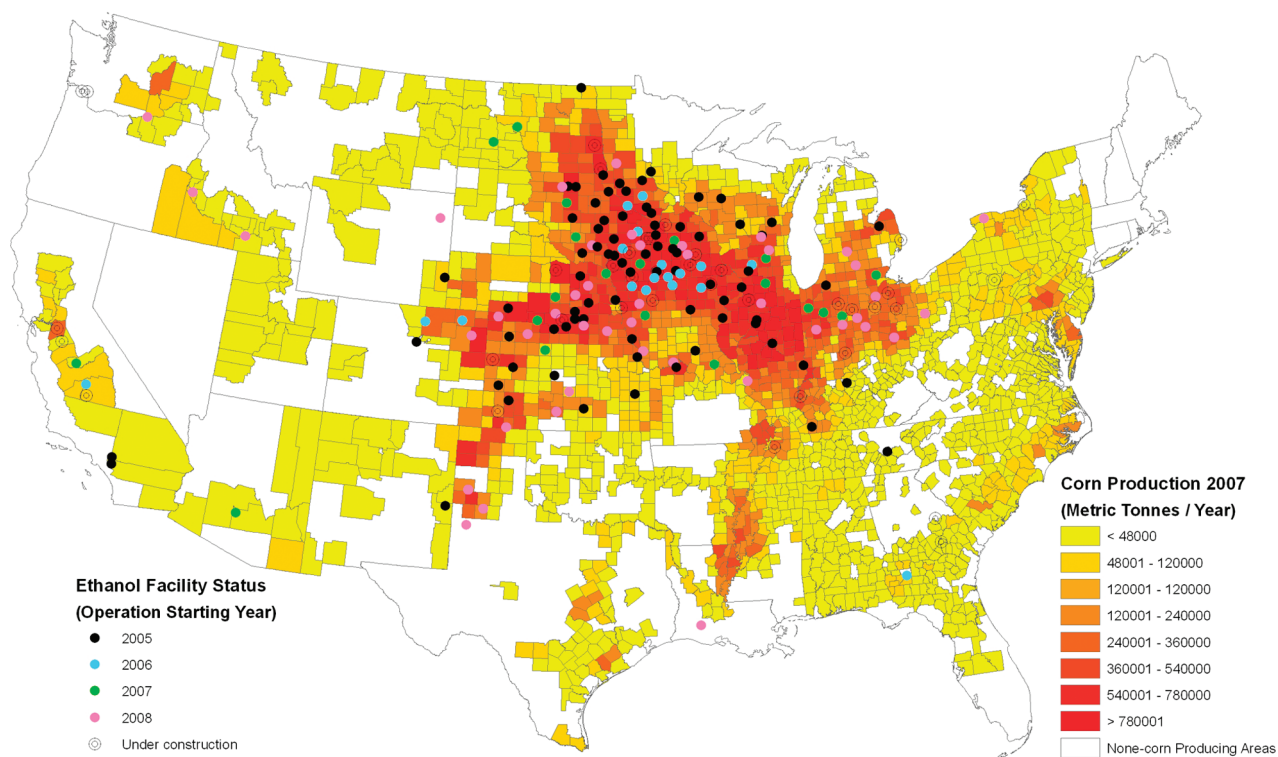 Ethanol Facility Status
(Operation Starting Year)
2005
2006
2007
2008
Under construction
Corn Production 2007
(Metric Tonnes / Year)
< 48000
48001 - 120000
120001 - 120000
120001 - 240000
240001 - 360000
360001 - 540000
540001 - 780000
> 780001
None-corn Producing Areas